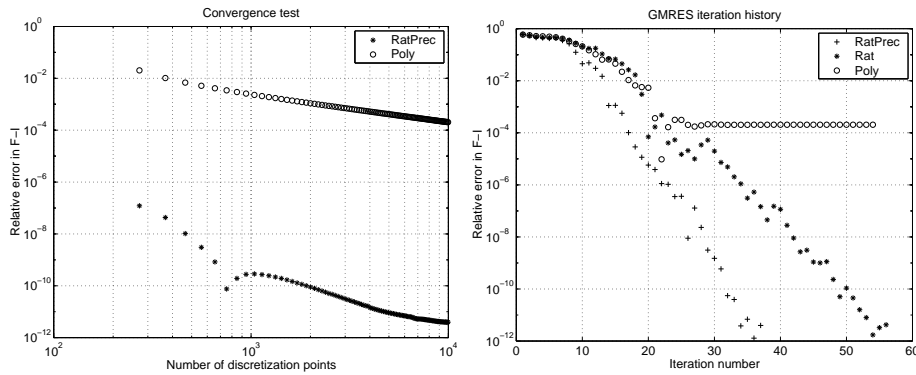 Convergence test
Relative error in F−I
10^0
10^−2
10^−4
10^−6
10^−8
10^−10
10^−12
RatPrec
Poly
10^2
10^3
10^4
Number of discretization points
GMRES iteration history
Relative error in F−I
10^0
10^−2
10^−4
10^−6
10^−8
10^−10
10^−12
RatPrec
Rat
Poly
0 10 20 30 40 50 60
Iteration number